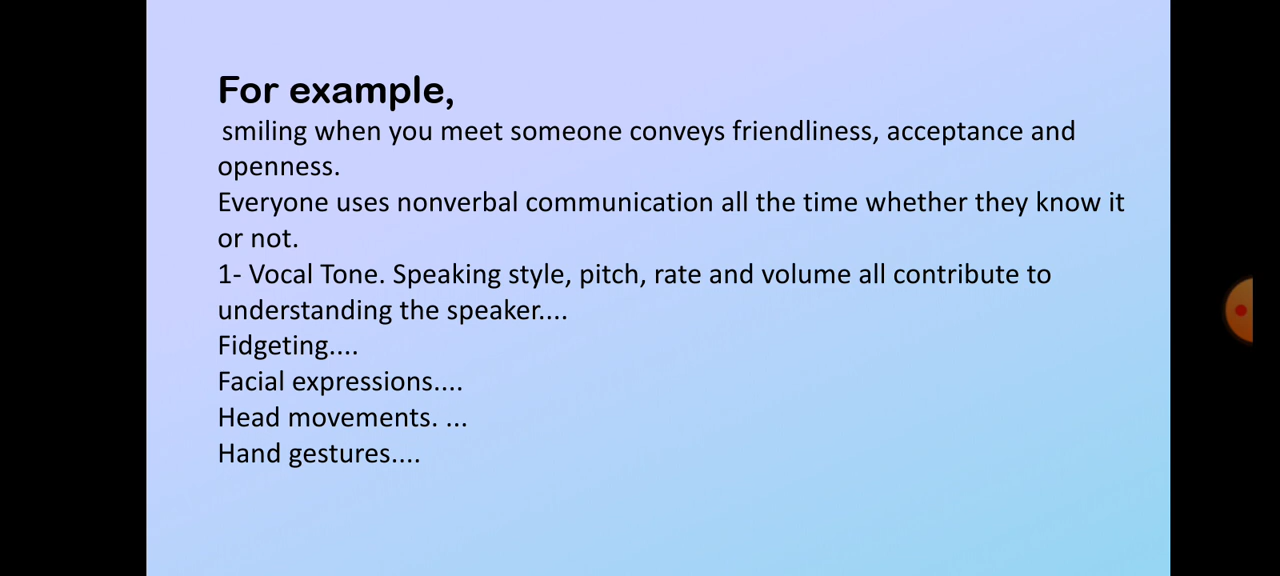 For example,
smiling when you meet someone conveys friendliness, acceptance and
openness.
Everyone uses nonverbal communication all the time whether they know it
or not.
1- Vocal Tone. Speaking style, pitch, rate and volume all contribute to
understanding the speaker....
Fidgeting....
Facial expressions....
Head movements. ...
Hand gestures....